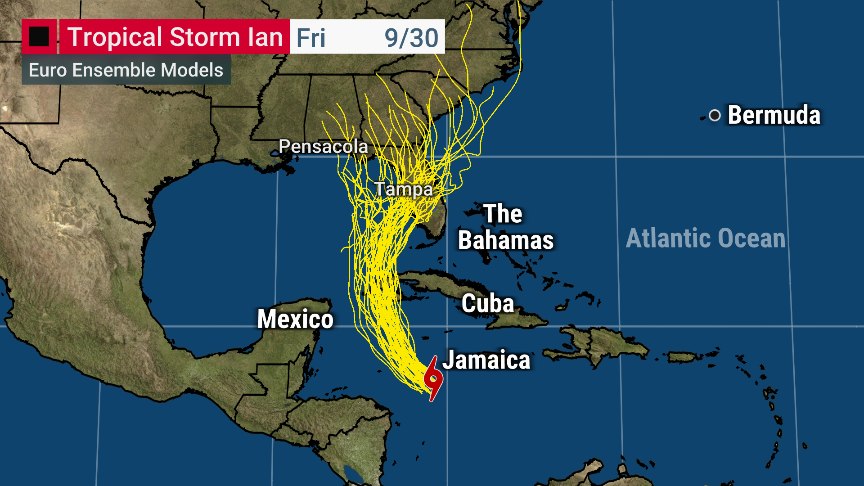 Tropical Storm Ian Fri 9/30
Euro Ensemble Models
Bermuda
Pensacola
Tampa
The
Bahamas
Atlantic Ocean
Cuba
Mexico
Jamaica